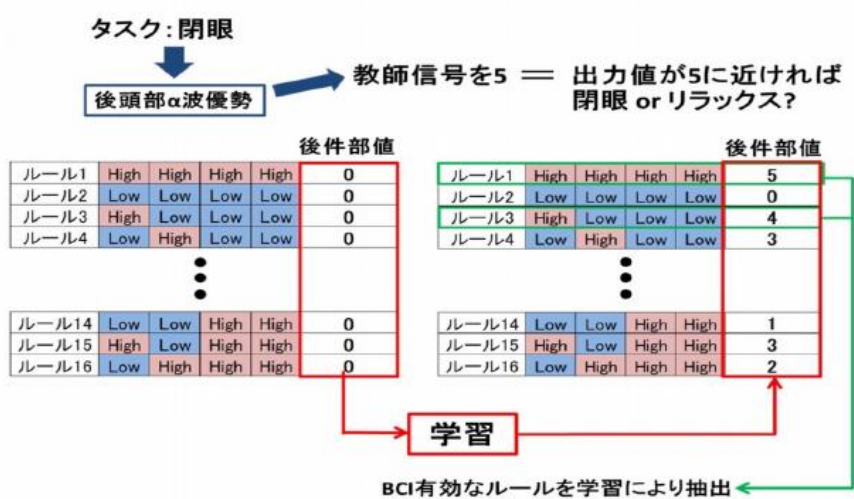 タスク:閉眼
後頭部α波優勢
教師信号を5 = 出力値が5に近ければ
閉眼 or リラックス?
後件部値
ルール1 High High High High 0
ルール2 Low Low Low Low 0
ルール3 High Low Low Low 0
ルール4 Low High Low Low 0
ルール14 Low Low High High 0
ルール15 High Low High High 0
ルール16 Low High High High 0
後件部値
ルール1 High High High High 5
ルール2 Low Low Low Low 0
ルール3 High Low Low Low 4
ルール4 Low High Low Low 3
ルール14 Low Low High High 1
ルール15 High Low High High 3
ルール16 Low High High High 2
学習
BCI有効なルールを学習により抽出